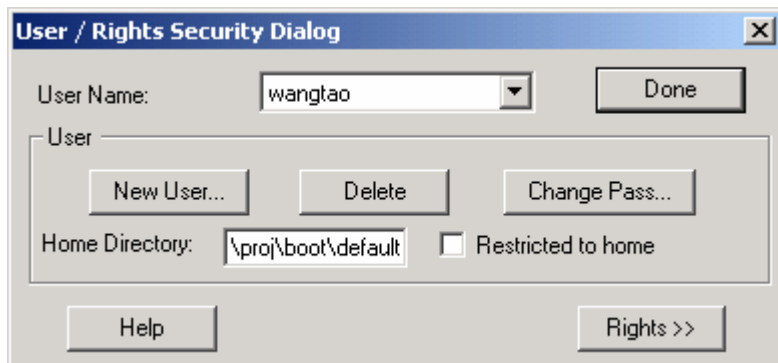 User / Rights Security Dialog
User Name: wangtao Done
User
New User... Delete Change Pass...
Home Directory: \proj\boot\default Restricted to home
Help Rights >>